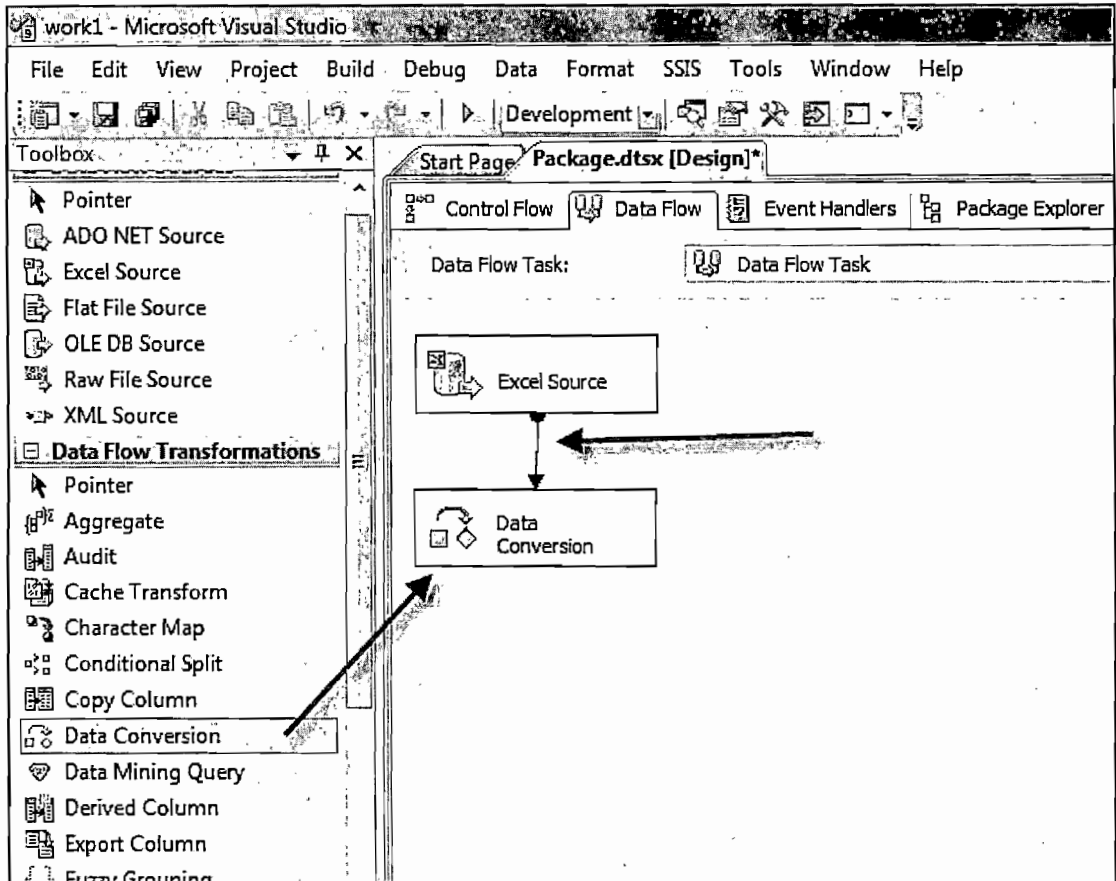 work1 - Microsoft Visual Studio
File Edit View Project Build Debug Data Format SSIS Tools Window Help
Development
Toolbox
Start Page
Package.dtsx [Design]*
Control Flow
Data Flow
Event Handlers
Package Explorer
Data Flow Task:
Data Flow Task
Pointer
ADO NET Source
Excel Source
Flat File Source
OLE DB Source
Raw File Source
XML Source
Data Flow Transformations
Pointer
Aggregate
Audit
Cache Transform
Character Map
Conditional Split
Copy Column
Data Conversion
Data Mining Query
Derived Column
Export Column
Fuzzy Grouping
Excel Source
Data
Conversion